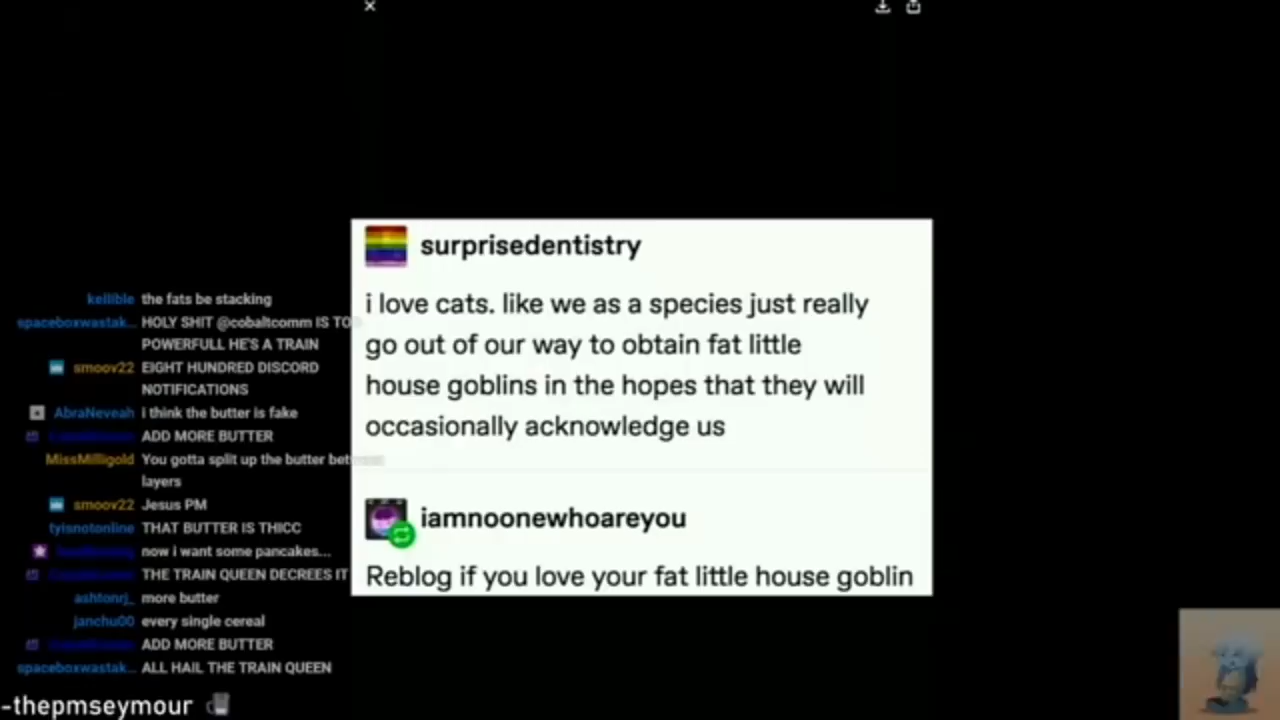 surprisedentistry
i love cats. like we as a species just really
go out of our way to obtain fat little
house goblins in the hopes that they will
occasionally acknowledge us
iamnoonewhoareyou
Reblog if you love your fat little house goblin
kellible the fats be stacking
spaceboxwastak... HOLY SHIT @cobaltcomm IS TOO
POWERFULL HE'S A TRAIN
smoov22 EIGHT HUNDRED DISCORD
NOTIFICATIONS
AbraNeveah i think the butter is fake
ADD MORE BUTTER
MissMilligold You gotta split up the butter between
layers
smoov22 Jesus PM
tyisnotonline THAT BUTTER IS THICC
now i want some pancakes...
THE TRAIN QUEEN DECREES IT
ashtonrj_ more butter
janchu00 every single cereal
ADD MORE BUTTER
spaceboxwastak... ALL HAIL THE TRAIN QUEEN
-thepmseymour